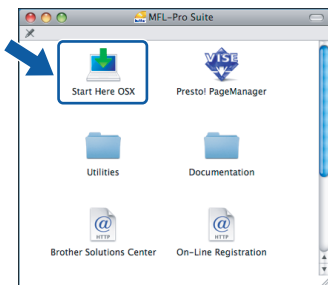 MFL-Pro Suite
VISE
Start Here OSX
Presto! PageManager
Utilities
Documentation
@
HTTP
@
HTTP
Brother Solutions Center
On-Line Registration